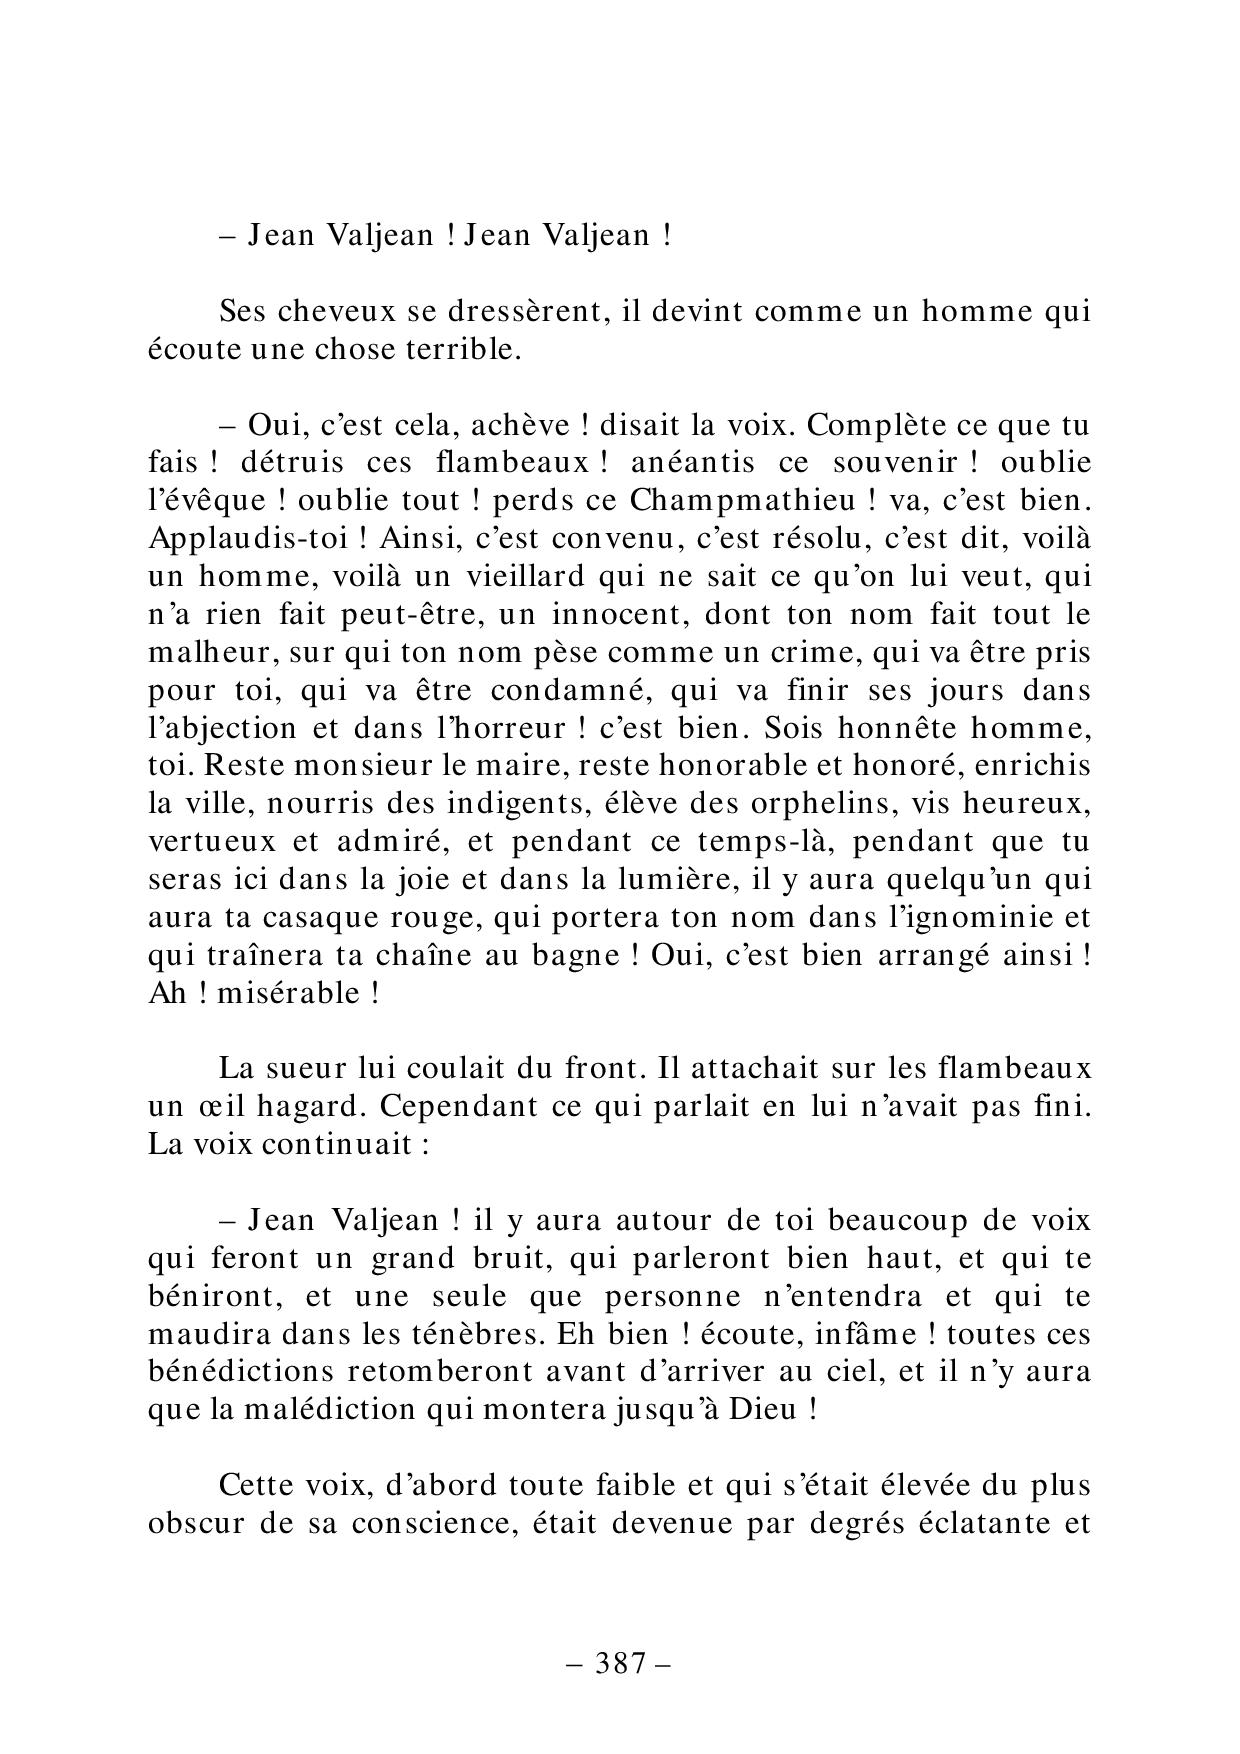 – Jean Valjean ! Jean Valjean !
Ses cheveux se dressèrent, il devint comme un homme qui
écoute une chose terrible.
– Oui, c’est cela, achève ! disait la voix. Complète ce que tu
fais ! détruis ces flambeaux ! anéantis ce souvenir ! oublie
l’évêque ! oublie tout ! perds ce Champmathieu ! va, c’est bien.
Applaudis-toi ! Ainsi, c’est convenu, c’est résolu, c’est dit, voilà
un homme, voilà un vieillard qui ne sait ce qu’on lui veut, qui
n’a rien fait peut-être, un innocent, dont ton nom fait tout le
malheur, sur qui ton nom pèse comme un crime, qui va être pris
pour toi, qui va être condamné, qui va finir ses jours dans
l’abjection et dans l’horreur ! c’est bien. Sois honnête homme,
toi. Reste monsieur le maire, reste honorable et honoré, enrichis
la ville, nourris des indigents, élève des orphelins, vis heureux,
vertueux et admiré, et pendant ce temps-là, pendant que tu
seras ici dans la joie et dans la lumière, il y aura quelqu’un qui
aura ta casaque rouge, qui portera ton nom dans l’ignominie et
qui traînera ta chaîne au bagne ! Oui, c’est bien arrangé ainsi !
Ah ! misérable !
La sueur lui coulait du front. Il attachait sur les flambeaux
un œil hagard. Cependant ce qui parlait en lui n’avait pas fini.
La voix continuait :
– Jean Valjean ! il y aura autour de toi beaucoup de voix
qui feront un grand bruit, qui parleront bien haut, et qui te
béniront, et une seule que personne n’entendra et qui te
maudira dans les ténèbres. Eh bien ! écoute, infâme ! toutes ces
bénédictions retomberont avant d’arriver au ciel, et il n’y aura
que la malédiction qui montera jusqu’à Dieu !
Cette voix, d’abord toute faible et qui s’était élevée du plus
obscur de sa conscience, était devenue par degrés éclatante et
– 387 –